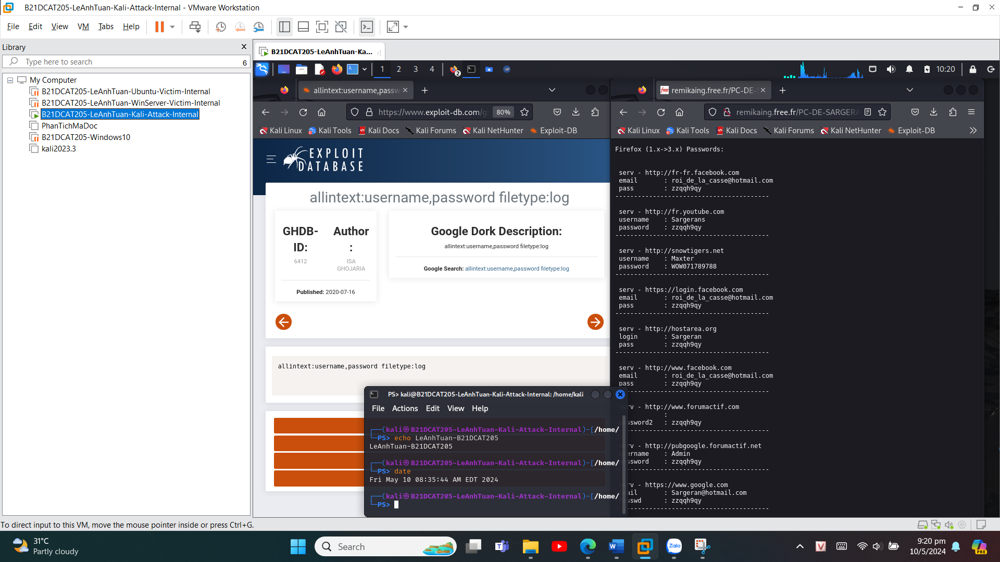 B21DCAT205-LeAnhTuan-Kali-Attack-Internal - VMware Workstation
File Edit View VM Tabs Help
Library
Type here to search
6
My Computer
B21DCAT205-LeAnhTuan-Ubuntu-Victim-Internal
B21DCAT205-LeAnhTuan-WinServer-Victim-Internal
B21DCAT205-LeAnhTuan-Kali-Attack-Internal
PhanTichMaDoc
B21DCAT205-Windows10
kali2023.3
B21DCAT205-LeAnhTuan-Ka...
1 2 3 4
2
10:20
allintext:username,passw
https://www.exploit-db.com/g
80%
Kali Linux Kali Tools Kali Docs Kali Forums Kali NetHunter Exploit-DB
EXPLOIT
DATABASE
allintext:username,password filetype:log
GHDB-
ID:
6412
Author
:
ISA
GHOJARIA
Published: 2020-07-16
Google Dork Description:
allintext:username,password filetype:log
Google Search: allintext:username,password filetype:log
allintext:username,password filetype:log
free
remikaing.free.fr/PC-DE-
remikaing.free.fr/PC-DE-SARGERA
Kali Linux Kali Tools Kali Docs Kali Forums Kali NetHunter Exploit-DB
Firefox (1.x->3.x) Passwords:
serv - http://fr-fr.facebook.com
email : roi_de_la_casse@hotmail.com
pass : zzqqh9qy
----------------------------------------
serv - http://fr.youtube.com
username : Sargerans
password : zzqqh9qy
----------------------------------------
serv - http://snowtigers.net
username : Maxter
password : WOW071789788
----------------------------------------
serv - https://login.facebook.com
email : roi_de_la_casse@hotmail.com
pass : zzqqh9qy
----------------------------------------
serv - http://hostarea.org
login : Sargeran
pass : zzqqh9qy
----------------------------------------
serv - http://www.facebook.com
email : roi_de_la_casse@hotmail.com
pass : zzqqh9qy
----------------------------------------
serv - http://www.forumactif.com
:
password2 : zzqqh9qy
----------------------------------------
serv - http://pubgoogle.forumactif.net
username : Admin
password : zzqqh9qy
----------------------------------------
serv - https://www.google.com
email : Sargeran@hotmail.com
passwd : zzqqh9qy
----------------------------------------
PS> kali@B21DCAT205-LeAnhTuan-Kali-Attack-Internal: /home/kali
File Actions Edit View Help
┌──(kali㉿B21DCAT205-LeAnhTuan-Kali-Attack-Internal)-[/home/
└─PS> echo LeAnhTuan-B21DCAT205
LeAnhTuan-B21DCAT205
┌──(kali㉿B21DCAT205-LeAnhTuan-Kali-Attack-Internal)-[/home/
└─PS> date
Fri May 10 08:35:44 AM EDT 2024
┌──(kali㉿B21DCAT205-LeAnhTuan-Kali-Attack-Internal)-[/home/
└─PS>
To direct input to this VM, move the mouse pointer inside or press Ctrl+G.
31°C
Partly cloudy
Search
Zalo
V
9:20 pm
10/5/2024
PRE